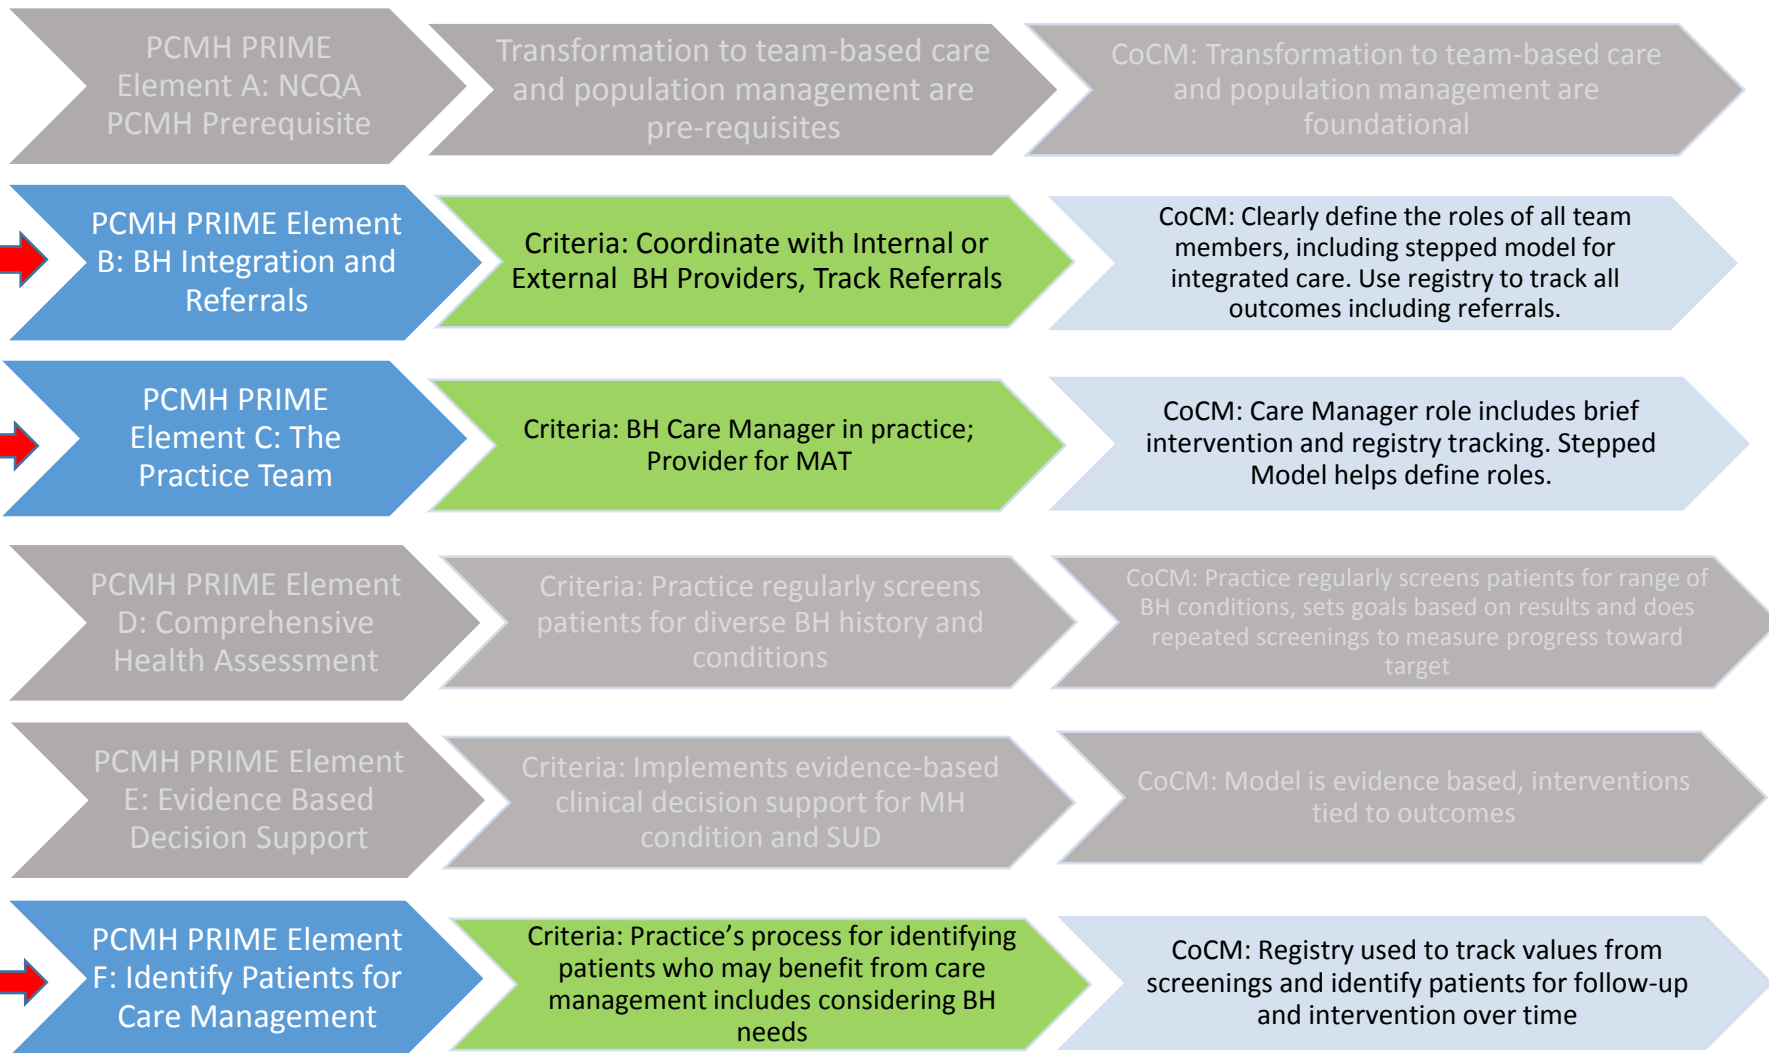 PCMH PRIME
Element A: NCQA
PCMH Prerequisite
Transformation to team-based care
and population management are
pre-requisites
CoCM: Transformation to team-based care
and population management are
foundational
PCMH PRIME Element
B: BH Integration and
Referrals
Criteria: Coordinate with Internal or
External BH Providers, Track Referrals
CoCM: Clearly define the roles of all team
members, including stepped model for
integrated care. Use registry to track all
outcomes including referrals.
PCMH PRIME
Element C: The
Practice Team
Criteria: BH Care Manager in practice;
Provider for MAT
CoCM: Care Manager role includes brief
intervention and registry tracking. Stepped
Model helps define roles.
PCMH PRIME Element
D: Comprehensive
Health Assessment
Criteria: Practice regularly screens
patients for diverse BH history and
conditions
CoCM: Practice regularly screens patients for range of
BH conditions, sets goals based on results and does
repeated screenings to measure progress toward
target
PCMH PRIME Element
E: Evidence Based
Decision Support
Criteria: Implements evidence-based
clinical decision support for MH
condition and SUD
CoCM: Model is evidence based, interventions
tied to outcomes
PCMH PRIME Element
F: Identify Patients for
Care Management
Criteria: Practice’s process for identifying
patients who may benefit from care
management includes considering BH
needs
CoCM: Registry used to track values from
screenings and identify patients for follow-up
and intervention over time